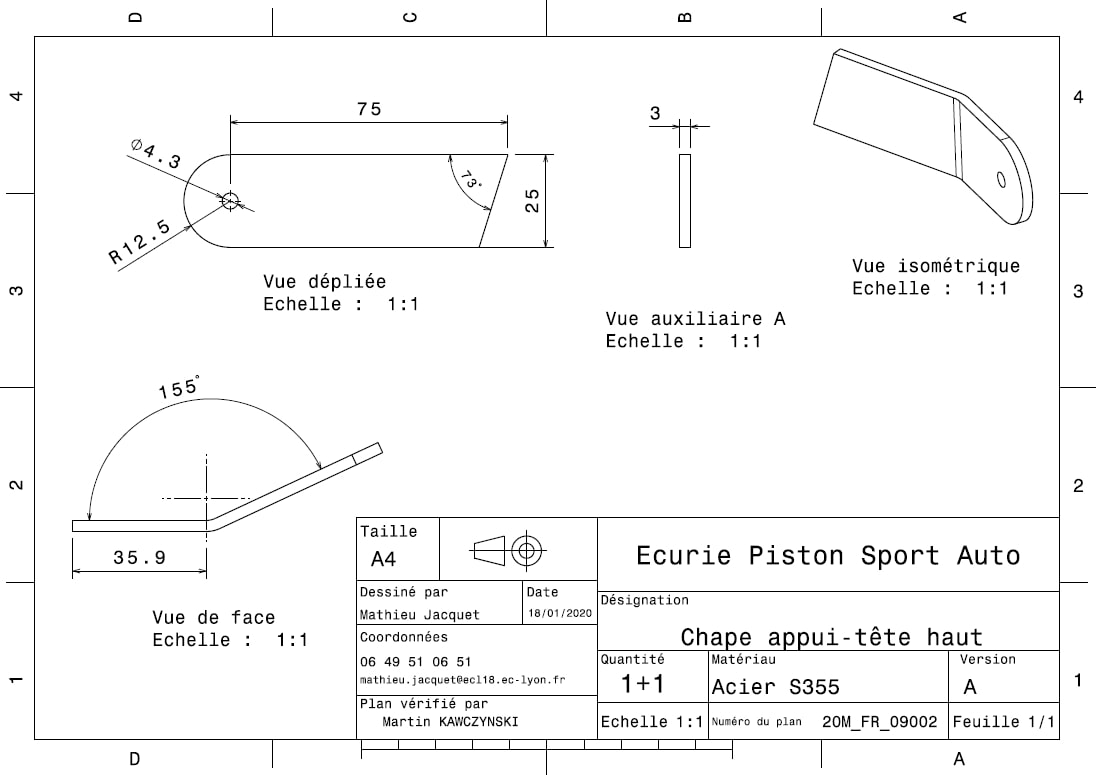 D C B A
4 4
75
3
⌀4.3
73°
25
R12.5
Vue dépliée
Echelle : 1:1
Vue isométrique
Echelle : 1:1
3 3
Vue auxiliaire A
Echelle : 1:1
155°
2 2
35.9
Vue de face
Echelle : 1:1
Taille
A4
Ecurie Piston Sport Auto
Dessiné par
Mathieu Jacquet
Date
18/01/2020
Désignation
Chape appui-tête haut
Coordonnées
06 49 51 06 51
mathieu.jacquet@ecl18.ec-lyon.fr
Quantité
1+1
Matériau
Acier S355
Version
A
1 1
Plan vérifié par
Martin KAWCZYNSKI
Echelle 1:1
Numéro du plan 20M_FR_09002
Feuille 1/1
D A